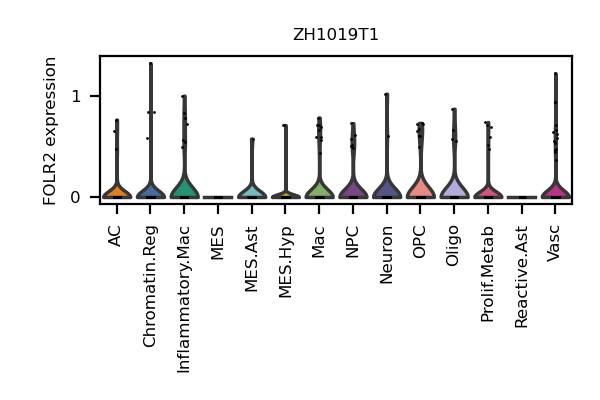 ZH1019T1
FOLR2 expression
1
0
AC
Chromatin.Reg
Inflammatory.Mac
MES
MES.Ast
MES.Hyp
Mac
NPC
Neuron
OPC
Oligo
Prolif.Metab
Reactive.Ast
Vasc